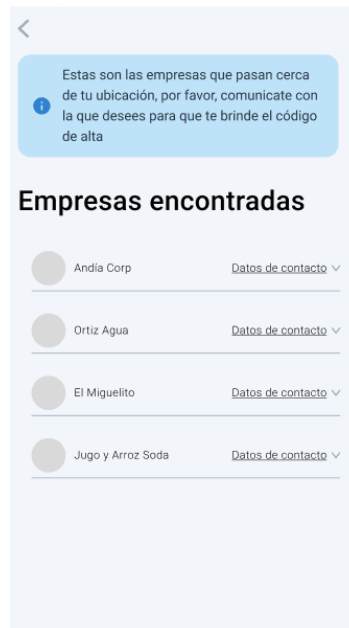 Estas son las empresas que pasan cerca
de tu ubicación, por favor, comunicate con
la que desees para que te brinde el código
de alta
Empresas encontradas
Andía Corp Datos de contacto
Ortiz Agua Datos de contacto
El Miguelito Datos de contacto
Jugo y Arroz Soda Datos de contacto